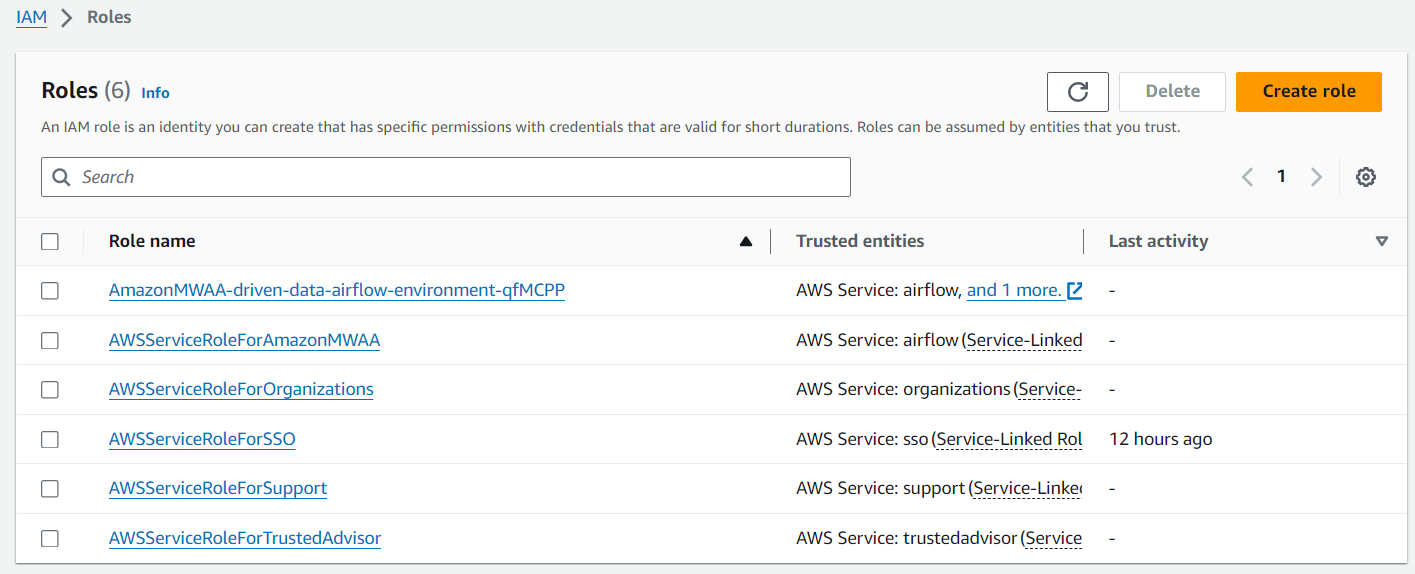 IAM > Roles
Roles (6) Info
Delete
Create role
An IAM role is an identity you can create that has specific permissions with credentials that are valid for short durations. Roles can be assumed by entities that you trust.
Search
1
Role name Trusted entities Last activity
AmazonMWAA-driven-data-airflow-environment-qfMCPP AWS Service: airflow, and 1 more. -
AWSServiceRoleForAmazonMWAA AWS Service: airflow (Service-Linked -
AWSServiceRoleForOrganizations AWS Service: organizations (Service- -
AWSServiceRoleForSSO AWS Service: sso (Service-Linked Rol 12 hours ago
AWSServiceRoleForSupport AWS Service: support (Service-Linked -
AWSServiceRoleForTrustedAdvisor AWS Service: trustedadvisor (Service -